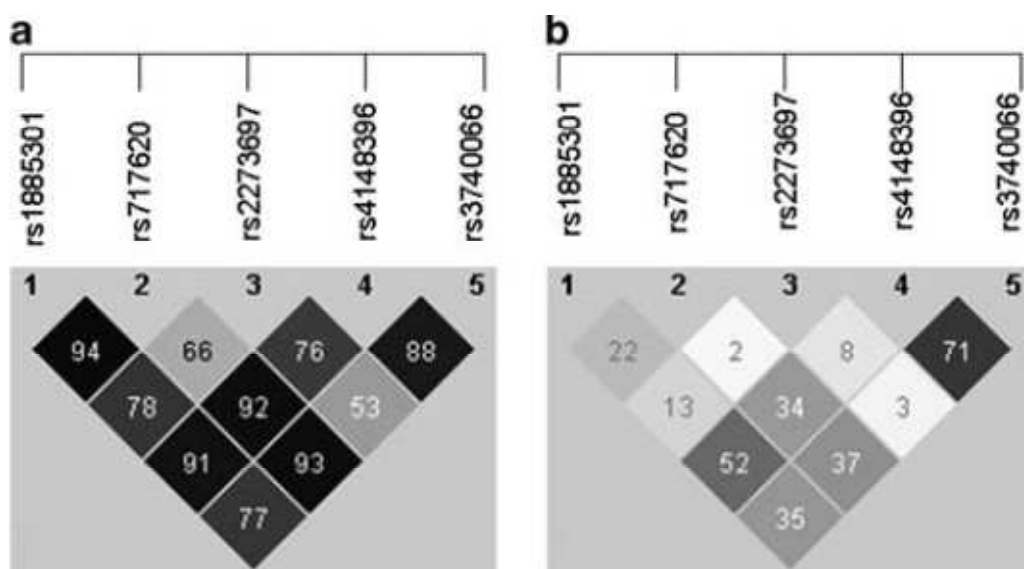 a
rs1885301
rs717620
rs2273697
rs4148396
rs3740066
1 2 3 4 5
94 66 76 88
78 92 53
91 93
77
b
rs1885301
rs717620
rs2273697
rs4148396
rs3740066
1 2 3 4 5
22 2 8 71
13 34 3
52 37
35